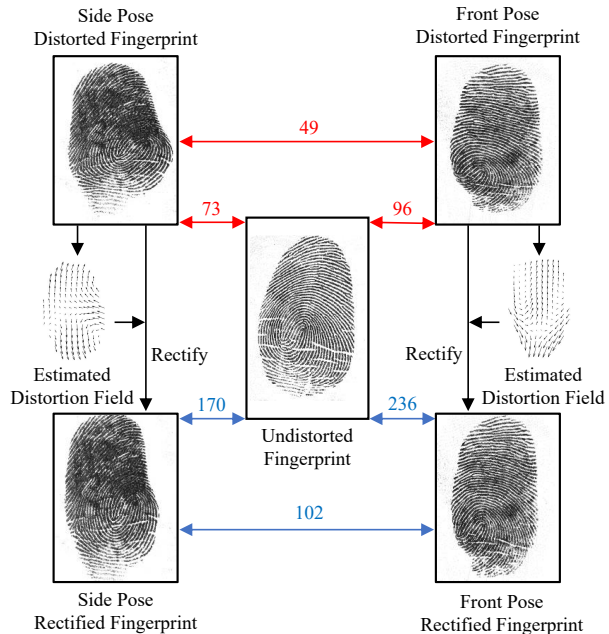 Side Pose
Distorted Fingerprint
Front Pose
Distorted Fingerprint
49
73
96
Rectify
Rectify
Estimated
Distortion Field
Estimated
Distortion Field
170
236
Undistorted
Fingerprint
102
Side Pose
Rectified Fingerprint
Front Pose
Rectified Fingerprint